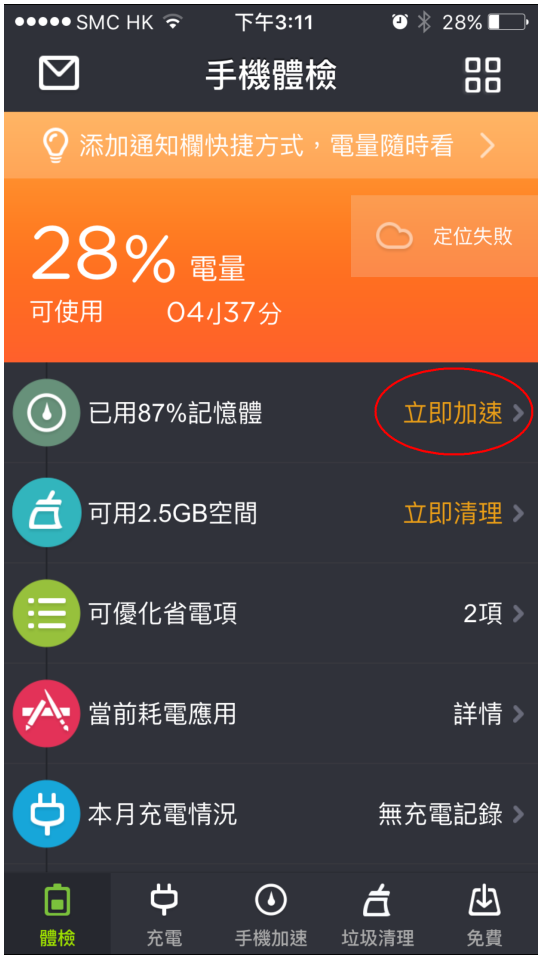 SMC HK 下午3:11 28%
手機體檢
添加通知欄快捷方式，電量隨時看
28% 電量
定位失敗
可使用 04小37分
已用87%記憶體 立即加速
可用2.5GB空間 立即清理
可優化省電項 2項
當前耗電應用 詳情
本月充電情況 無充電記錄
體檢 充電 手機加速 垃圾清理 免費